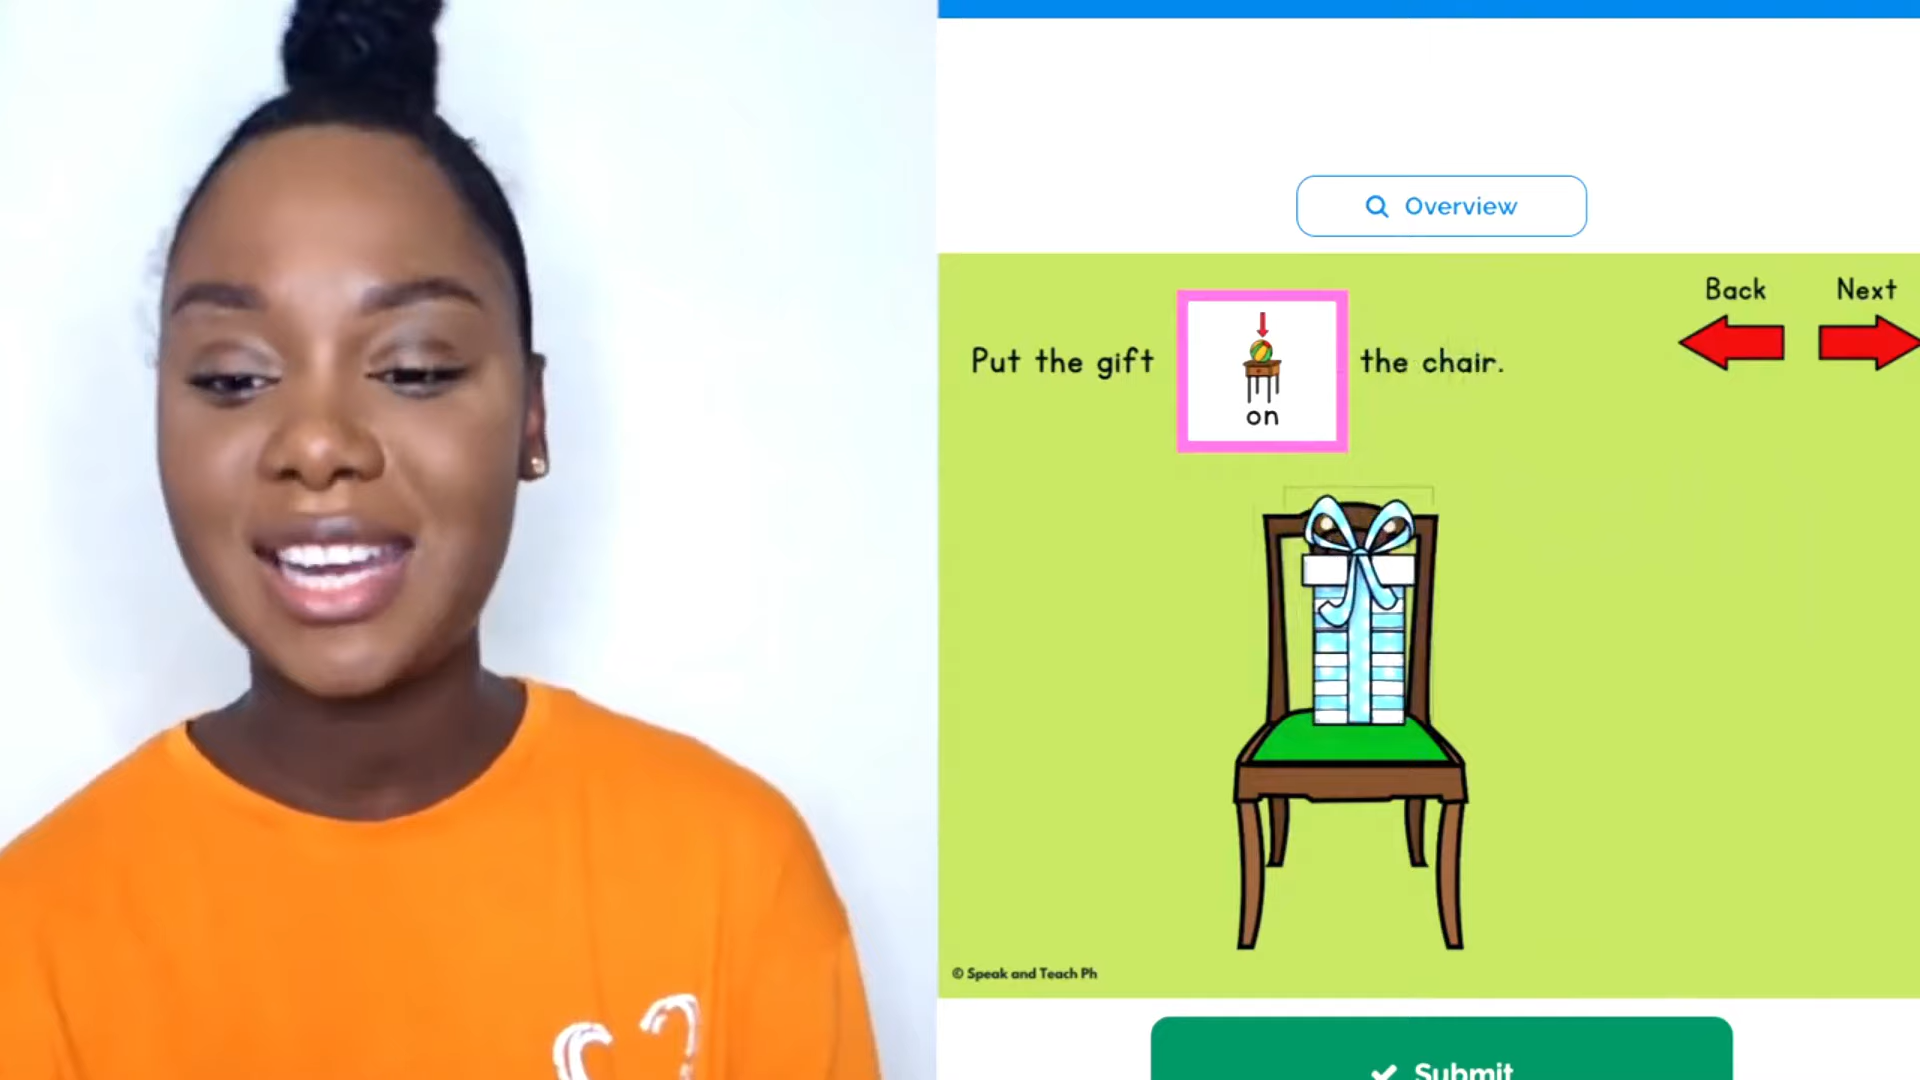 Overview
Back Next
Put the gift on the chair.
© Speak and Teach Ph
Submit